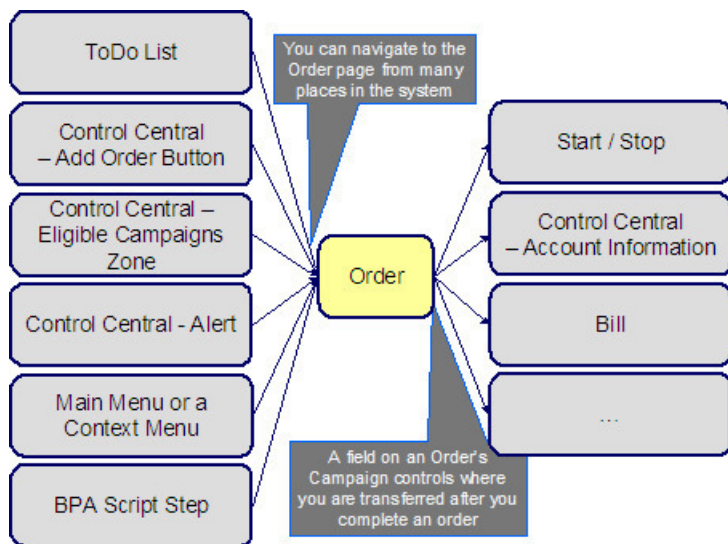 ToDo List
Control Central
– Add Order Button
Control Central –
Eligible Campaigns
Zone
Control Central - Alert
Main Menu or a
Context Menu
BPA Script Step
You can navigate to the
Order page from many
places in the system
Order
A field on an Order's
Campaign controls where
you are transferred after you
complete an order
Start / Stop
Control Central
– Account Information
Bill
...